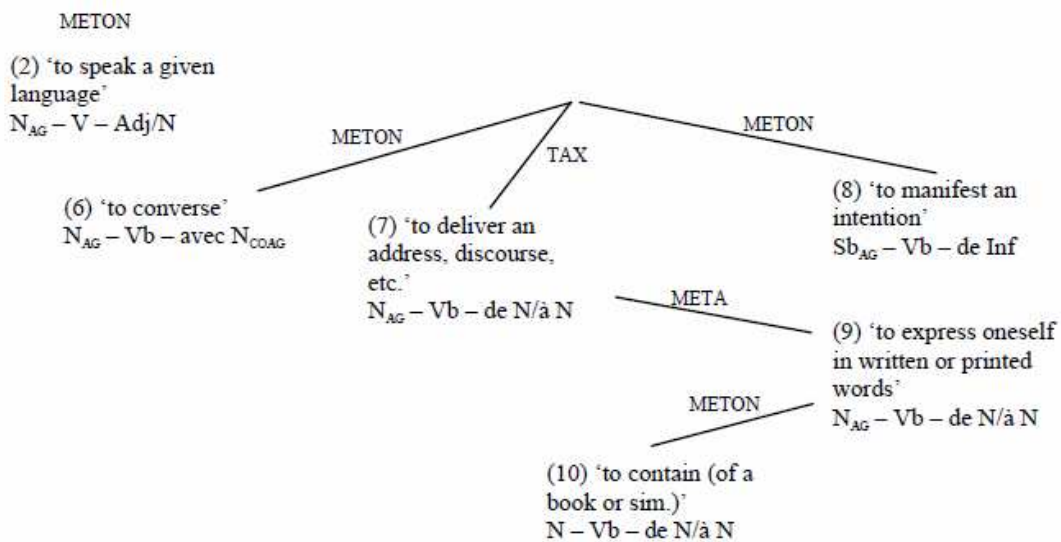 METON
(2) ‘to speak a given
language’
N_AG – V – Adj/N
METON
TAX
METON
(6) ‘to converse’
N_AG – Vb – avec N_COAG
(7) ‘to deliver an
address, discourse,
etc.’
N_AG – Vb – de N/à N
(8) ‘to manifest an
intention’
Sb_AG – Vb – de Inf
META
(9) ‘to express oneself
in written or printed
words’
N_AG – Vb – de N/à N
METON
(10) ‘to contain (of a
book or sim.)’
N – Vb – de N/à N